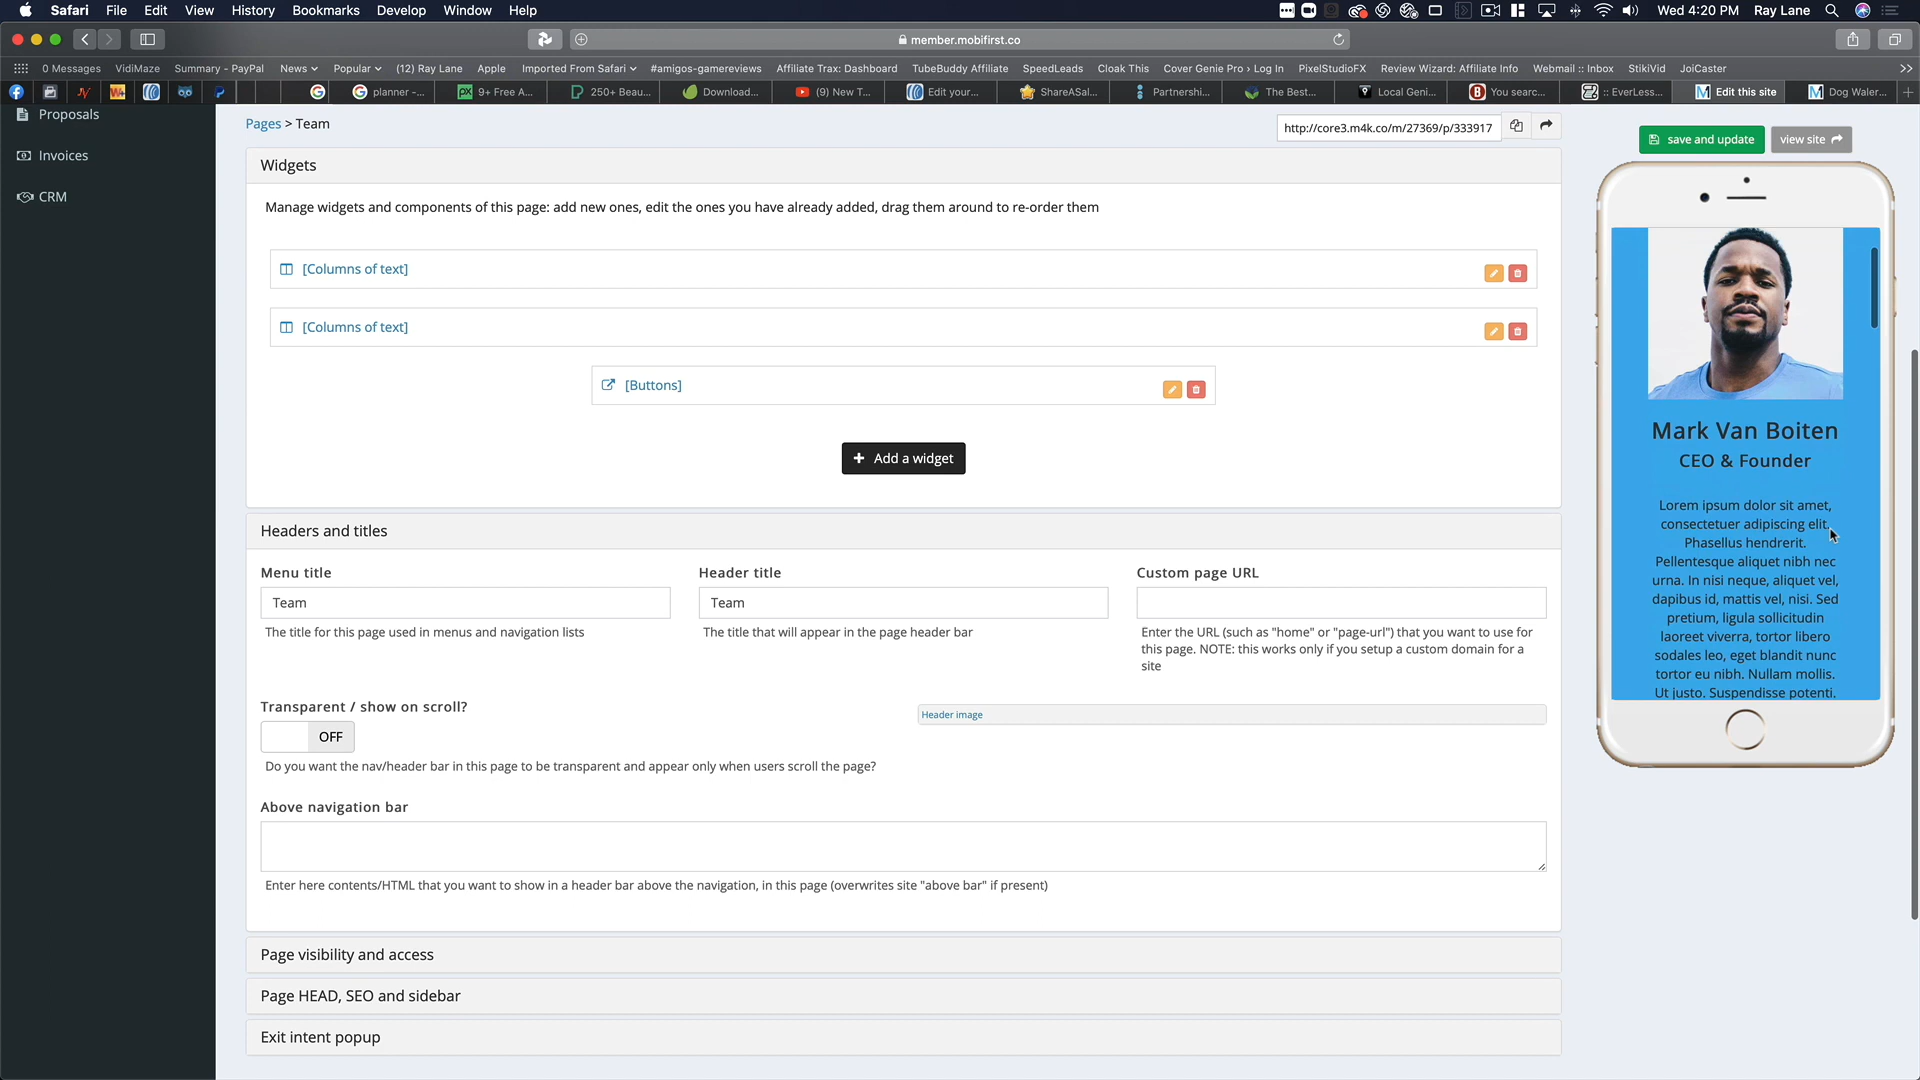 Safari File Edit View History Bookmarks Develop Window Help Wed 4:20 PM Ray Lane
member.mobifirst.co
0 Messages VidiMaze Summary - PayPal News Popular (12) Ray Lane Apple Imported From Safari #amigos-gamereviews Affiliate Trax: Dashboard TubeBuddy Affiliate SpeedLeads Cloak This Cover Genie Pro › Log In PixelStudioFX Review Wizard: Affiliate Info Webmail :: Inbox StikiVid JoiCaster
planner -... 9+ Free A... 250+ Beau... Download... (9) New T... Edit your... ShareASal... Partnershi... The Best... Local Geni... You searc... :: EverLess... Edit this site Dog Waler...
Proposals
Invoices
CRM
Pages > Team
http://core3.m4k.co/m/27369/p/333917
save and update
view site
Widgets
Manage widgets and components of this page: add new ones, edit the ones you have already added, drag them around to re-order them
[Columns of text]
[Columns of text]
[Buttons]
+ Add a widget
Headers and titles
Menu title
Team
The title for this page used in menus and navigation lists
Header title
Team
The title that will appear in the page header bar
Custom page URL
Enter the URL (such as "home" or "page-url") that you want to use for
this page. NOTE: this works only if you setup a custom domain for a
site
Transparent / show on scroll?
OFF
Do you want the nav/header bar in this page to be transparent and appear only when users scroll the page?
Header image
Above navigation bar
Enter here contents/HTML that you want to show in a header bar above the navigation, in this page (overwrites site "above bar" if present)
Page visibility and access
Page HEAD, SEO and sidebar
Exit intent popup
Mark Van Boiten
CEO & Founder
Lorem ipsum dolor sit amet,
consectetuer adipiscing elit.
Phasellus hendrerit.
Pellentesque aliquet nibh nec
urna. In nisi neque, aliquet vel,
dapibus id, mattis vel, nisi. Sed
pretium, ligula sollicitudin
laoreet viverra, tortor libero
sodales leo, eget blandit nunc
tortor eu nibh. Nullam mollis.
Ut justo. Suspendisse potenti.